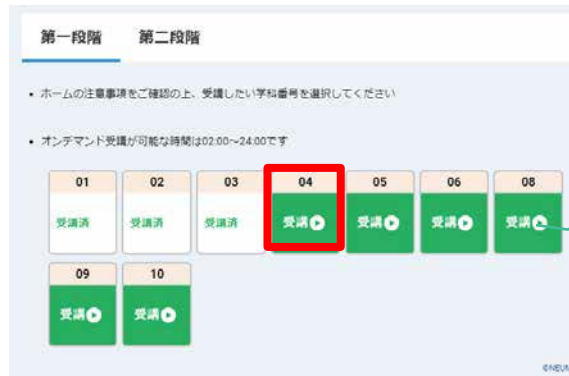 第一段階 第二段階
• ホームの注意事項をご確認の上、受講したい学科番号を選択してください
• オンデマンド受講が可能な時間は02:00～24:00です
01 02 03 04 05 06 08
受講済 受講済 受講済 受講 受講 受講 受講
09 10
受講 受講
©NEU